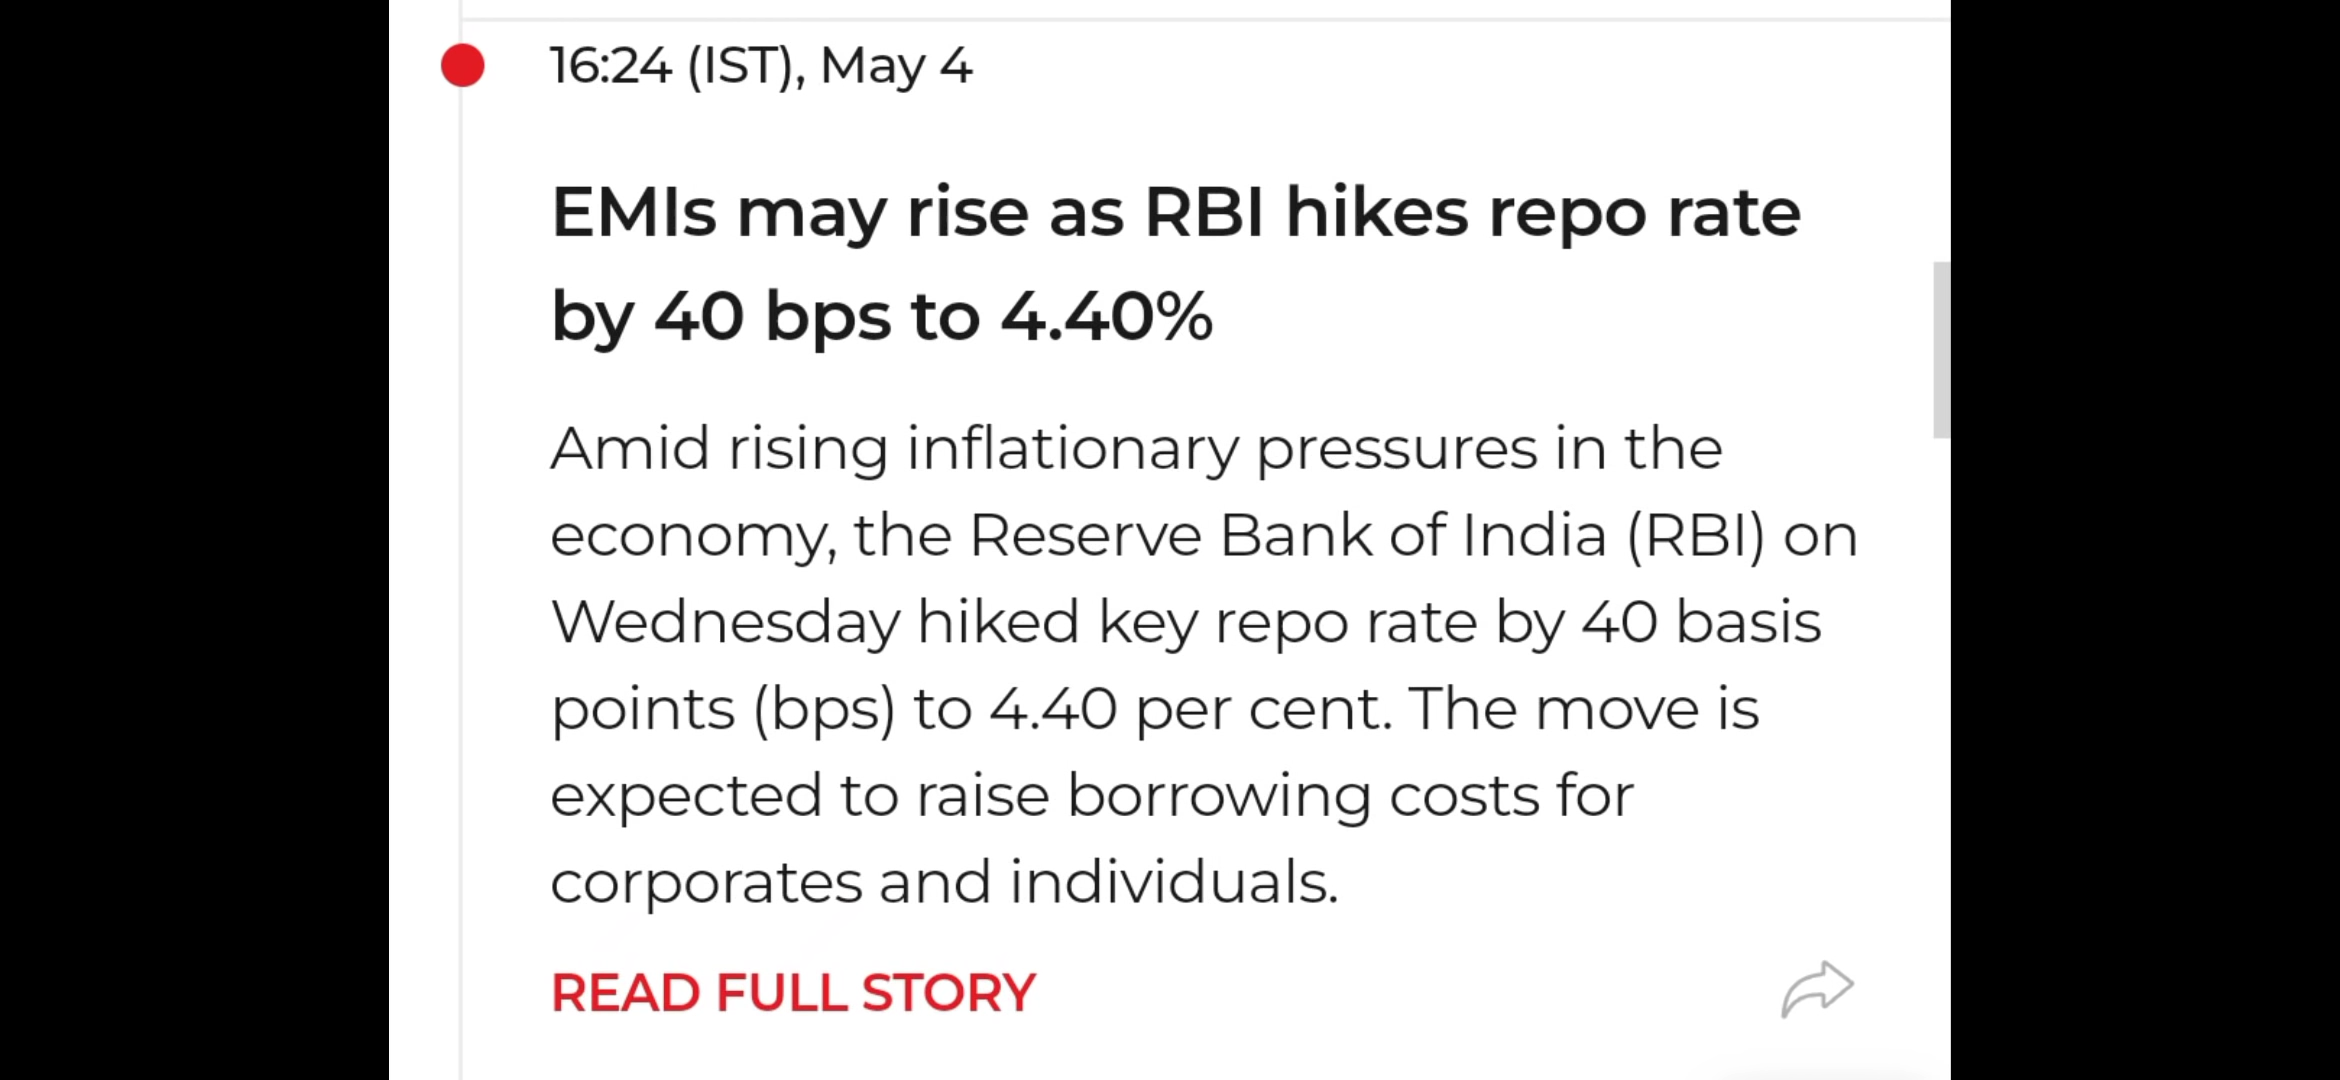 16:24 (IST), May 4
EMIs may rise as RBI hikes repo rate
by 40 bps to 4.40%
Amid rising inflationary pressures in the
economy, the Reserve Bank of India (RBI) on
Wednesday hiked key repo rate by 40 basis
points (bps) to 4.40 per cent. The move is
expected to raise borrowing costs for
corporates and individuals.
READ FULL STORY